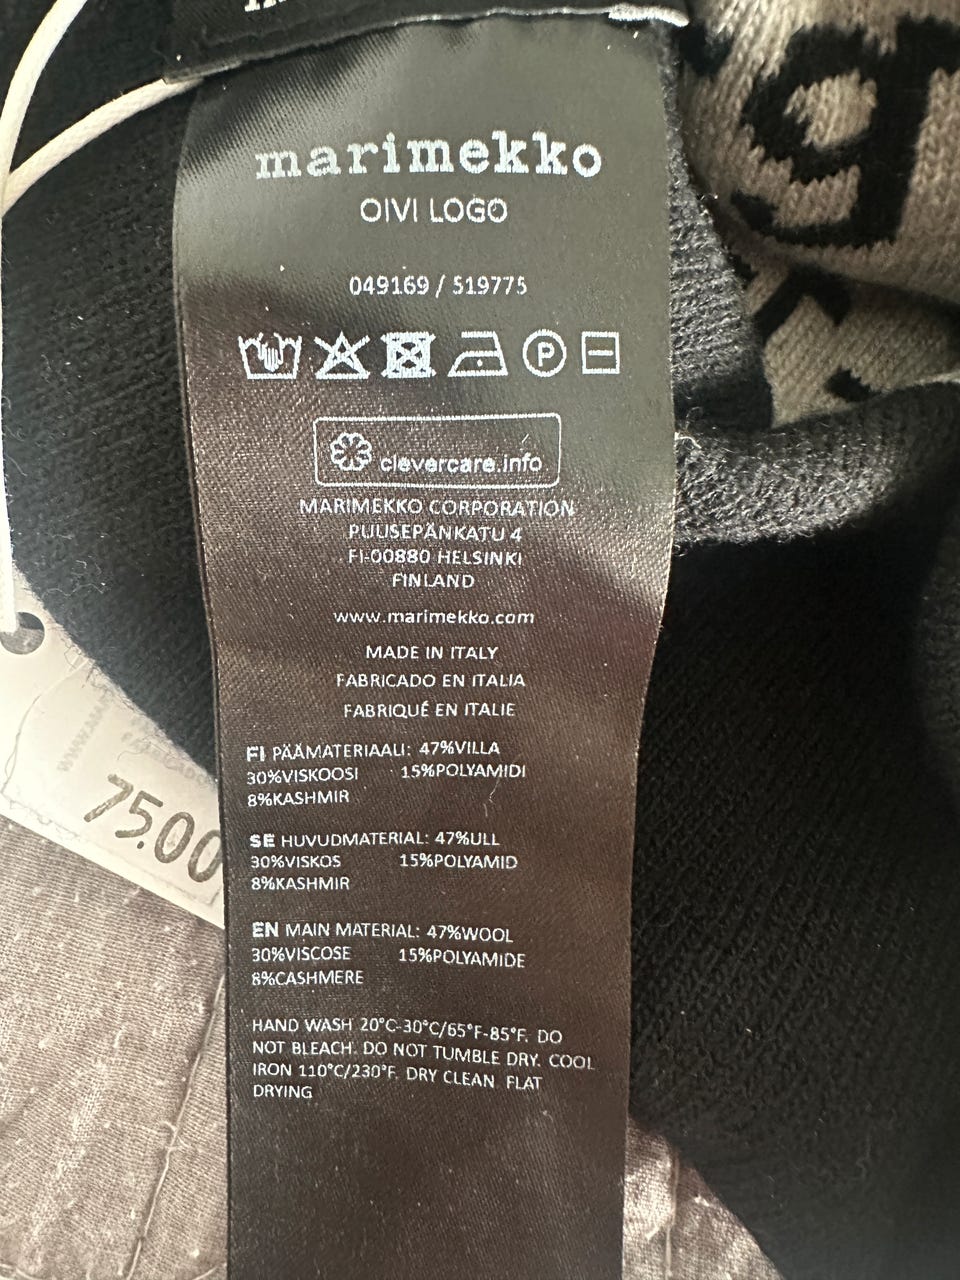 marimekko
OIVI LOGO
049169 / 519775
P
clevercare.info
MARIMEKKO CORPORATION
PUUSEPÄNKATU 4
FI-00880 HELSINKI
FINLAND
www.marimekko.com
MADE IN ITALY
FABRICADO EN ITALIA
FABRIQUÉ EN ITALIE
FI PÄÄMATERIAALI: 47%VILLA
30%VISKOOSI 15%POLYAMIDI
8%KASHMIR
SE HUVUDMATERIAL: 47%ULL
30%VISKOS 15%POLYAMID
8%KASHMIR
EN MAIN MATERIAL: 47%WOOL
30%VISCOSE 15%POLYAMIDE
8%CASHMERE
HAND WASH 20°C-30°C/65°F-85°F. DO
NOT BLEACH. DO NOT TUMBLE DRY. COOL
IRON 110°C/230°F. DRY CLEAN FLAT
DRYING
75.00